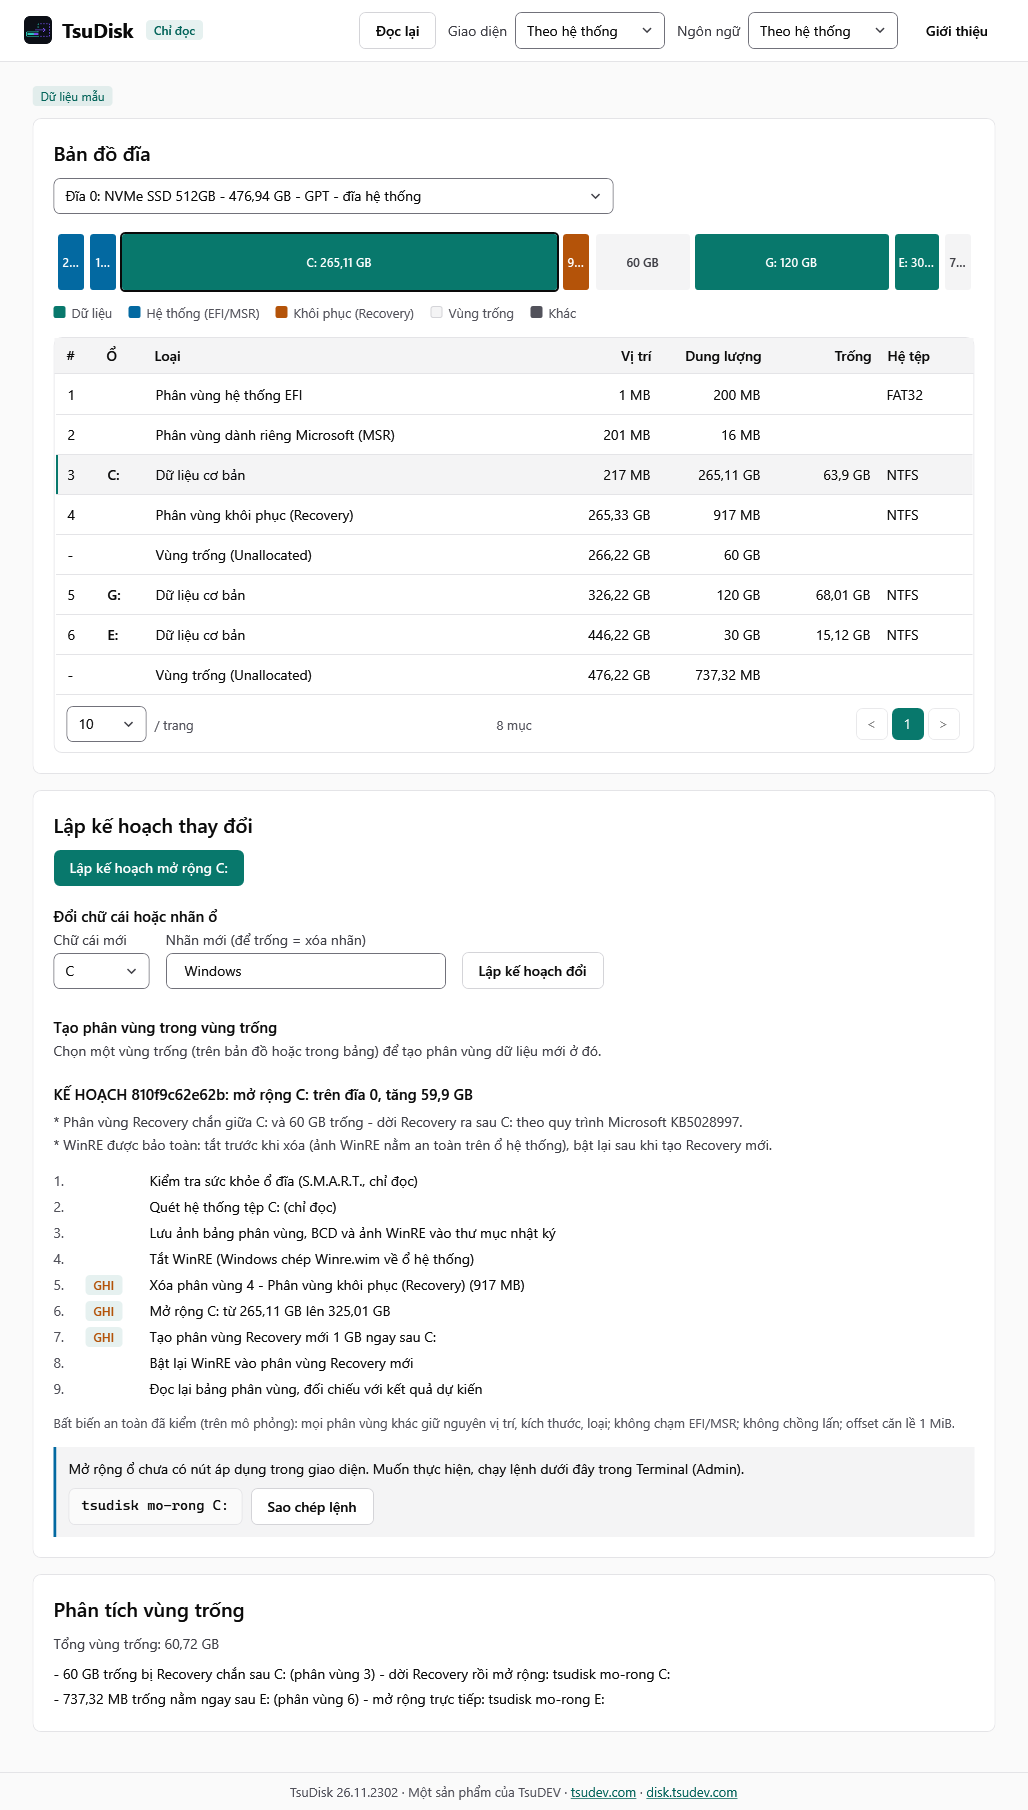 TsuDisk Chỉ đọc Đọc lại Giao diện Theo hệ thống Ngôn ngữ Theo hệ thống Giới thiệu
Dữ liệu mẫu
Bản đồ đĩa
Đĩa 0: NVMe SSD 512GB - 476,94 GB - GPT - đĩa hệ thống
2... 1... C: 265,11 GB 9... 60 GB G: 120 GB E: 30... 7...
Dữ liệu Hệ thống (EFI/MSR) Khôi phục (Recovery) Vùng trống Khác
# Ổ Loại Vị trí Dung lượng Trống Hệ tệp
1 Phân vùng hệ thống EFI 1 MB 200 MB FAT32
2 Phân vùng dành riêng Microsoft (MSR) 201 MB 16 MB
3 C: Dữ liệu cơ bản 217 MB 265,11 GB 63,9 GB NTFS
4 Phân vùng khôi phục (Recovery) 265,33 GB 917 MB NTFS
- Vùng trống (Unallocated) 266,22 GB 60 GB
5 G: Dữ liệu cơ bản 326,22 GB 120 GB 68,01 GB NTFS
6 E: Dữ liệu cơ bản 446,22 GB 30 GB 15,12 GB NTFS
- Vùng trống (Unallocated) 476,22 GB 737,32 MB
10 / trang 8 mục < 1 >
Lập kế hoạch thay đổi
Lập kế hoạch mở rộng C:
Đổi chữ cái hoặc nhãn ổ
Chữ cái mới Nhãn mới (để trống = xóa nhãn)
C Windows Lập kế hoạch đổi
Tạo phân vùng trong vùng trống
Chọn một vùng trống (trên bản đồ hoặc trong bảng) để tạo phân vùng dữ liệu mới ở đó.
KẾ HOẠCH 810f9c62e62b: mở rộng C: trên đĩa 0, tăng 59,9 GB
* Phân vùng Recovery chắn giữa C: và 60 GB trống - dời Recovery ra sau C: theo quy trình Microsoft KB5028997.
* WinRE được bảo toàn: tắt trước khi xóa (ảnh WinRE nằm an toàn trên ổ hệ thống), bật lại sau khi tạo Recovery mới.
1. Kiểm tra sức khỏe ổ đĩa (S.M.A.R.T., chỉ đọc)
2. Quét hệ thống tệp C: (chỉ đọc)
3. Lưu ảnh bảng phân vùng, BCD và ảnh WinRE vào thư mục nhật ký
4. Tắt WinRE (Windows chép Winre.wim về ổ hệ thống)
5. GHI Xóa phân vùng 4 - Phân vùng khôi phục (Recovery) (917 MB)
6. GHI Mở rộng C: từ 265,11 GB lên 325,01 GB
7. GHI Tạo phân vùng Recovery mới 1 GB ngay sau C:
8. Bật lại WinRE vào phân vùng Recovery mới
9. Đọc lại bảng phân vùng, đối chiếu với kết quả dự kiến
Bất biến an toàn đã kiểm (trên mô phỏng): mọi phân vùng khác giữ nguyên vị trí, kích thước, loại; không chạm EFI/MSR; không chồng lấn; offset căn lề 1 MiB.
Mở rộng ổ chưa có nút áp dụng trong giao diện. Muốn thực hiện, chạy lệnh dưới đây trong Terminal (Admin).
tsudisk mo-rong C: Sao chép lệnh
Phân tích vùng trống
Tổng vùng trống: 60,72 GB
- 60 GB trống bị Recovery chắn sau C: (phân vùng 3) - dời Recovery rồi mở rộng: tsudisk mo-rong C:
- 737,32 MB trống nằm ngay sau E: (phân vùng 6) - mở rộng trực tiếp: tsudisk mo-rong E:
TsuDisk 26.11.2302 · Một sản phẩm của TsuDEV · tsudev.com · disk.tsudev.com